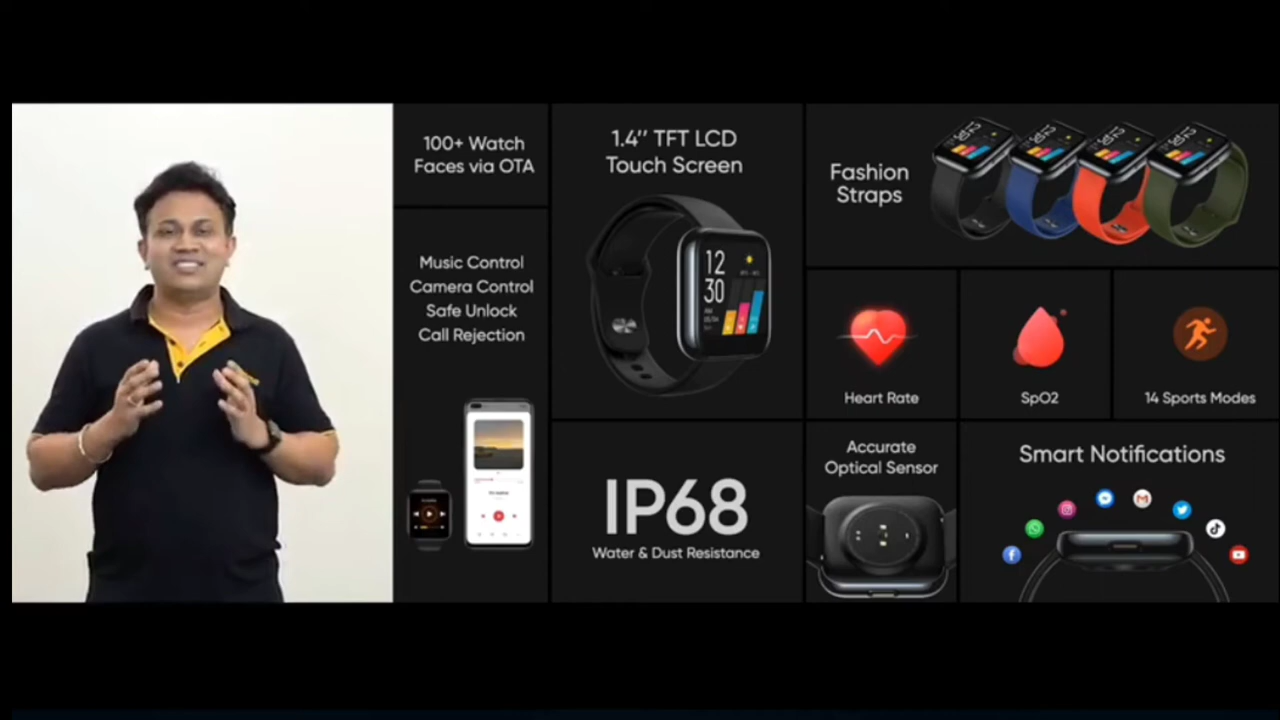 100+ Watch
Faces via OTA
Music Control
Camera Control
Safe Unlock
Call Rejection
1.4’’ TFT LCD
Touch Screen
12
30
AM
IP68
Water & Dust Resistance
Fashion
Straps
Heart Rate
SpO2
14 Sports Modes
Accurate
Optical Sensor
Smart Notifications